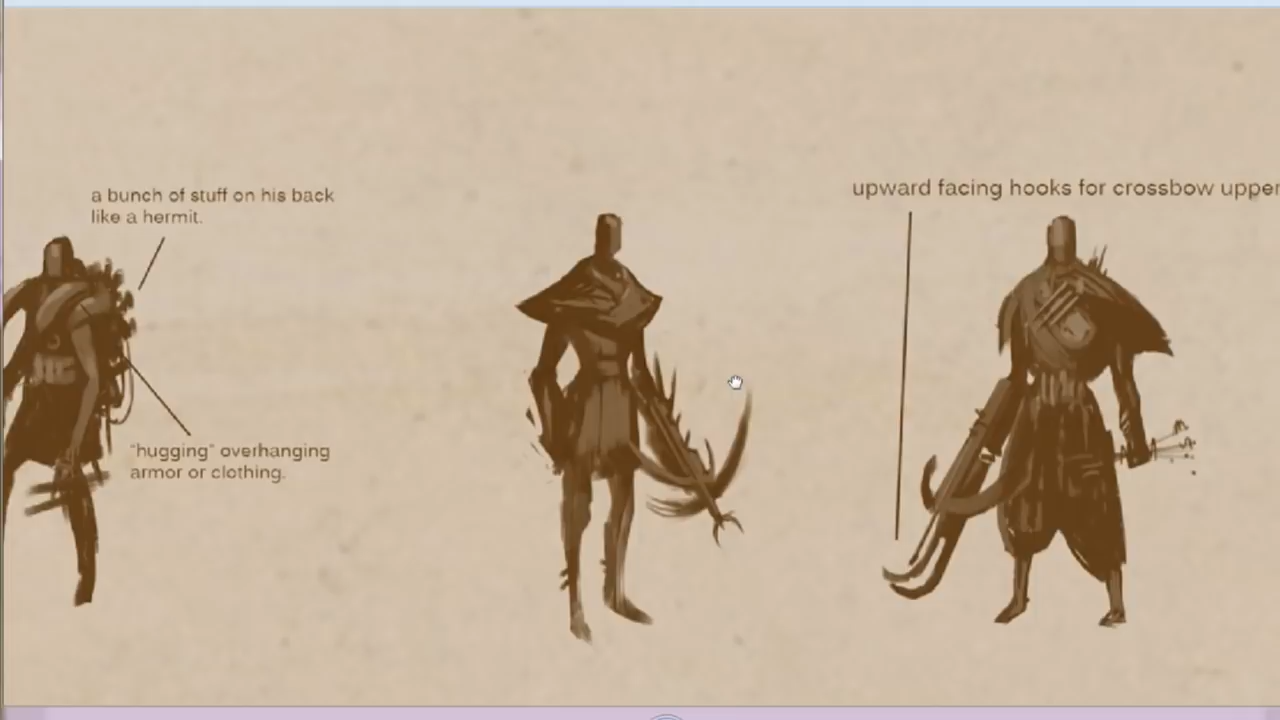 a bunch of stuff on his back
like a hermit.
upward facing hooks for crossbow upper
"hugging" overhanging
armor or clothing.